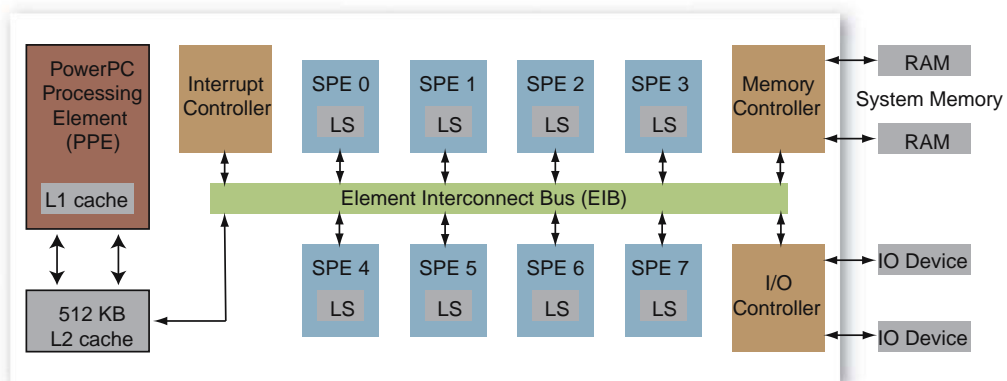 PowerPC
Processing
Element
(PPE)
L1 cache
512 KB
L2 cache
Interrupt
Controller
SPE 0
LS
SPE 1
LS
SPE 2
LS
SPE 3
LS
Memory
Controller
RAM
System Memory
RAM
Element Interconnect Bus (EIB)
SPE 4
LS
SPE 5
LS
SPE 6
LS
SPE 7
LS
I/O
Controller
IO Device
IO Device